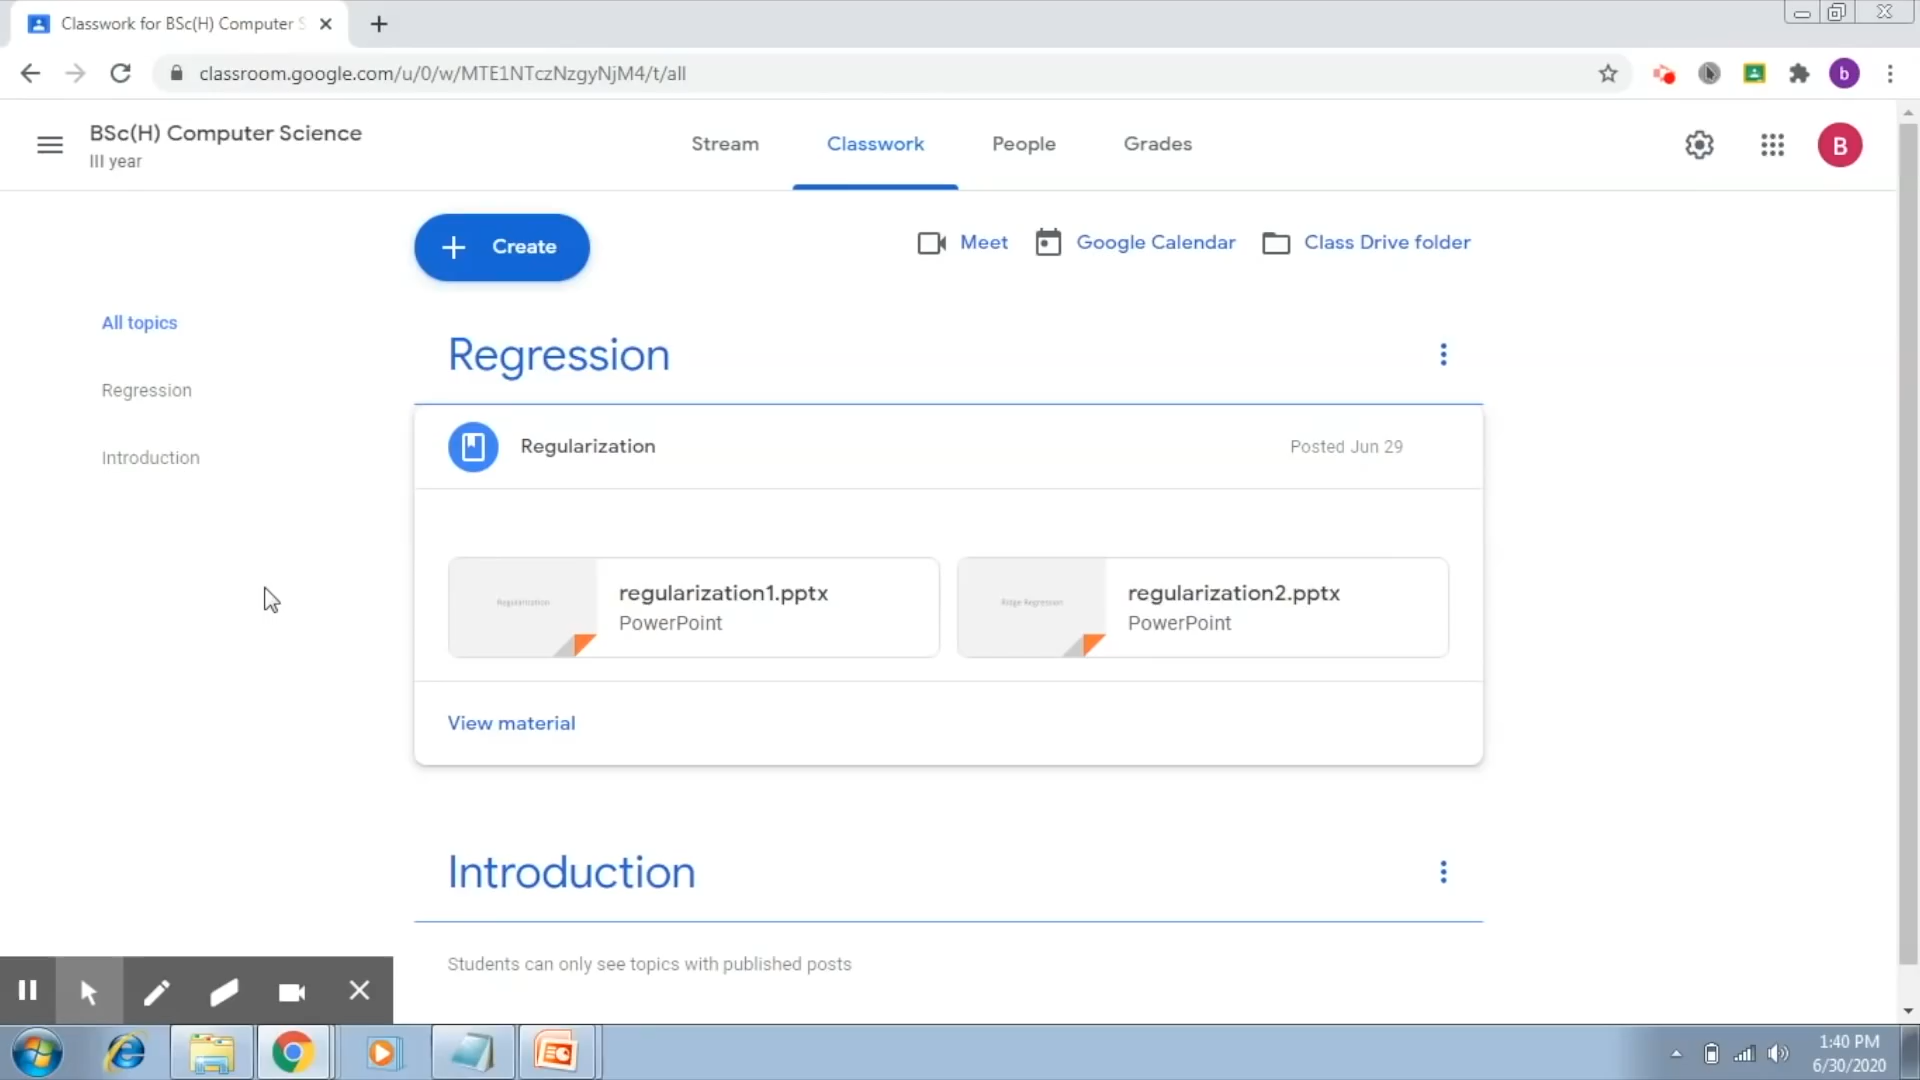 Classwork for BSc(H) Computer S
classroom.google.com/u/0/w/MTE1NTczNzgyNjM4/t/all
b
BSc(H) Computer Science
III year
Stream
Classwork
People
Grades
B
Create
Meet
Google Calendar
Class Drive folder
All topics
Regression
Introduction
Regression
Regularization
Posted Jun 29
Regularization
regularization1.pptx
PowerPoint
Ridge Regression
regularization2.pptx
PowerPoint
View material
Introduction
Students can only see topics with published posts
1:40 PM
6/30/2020